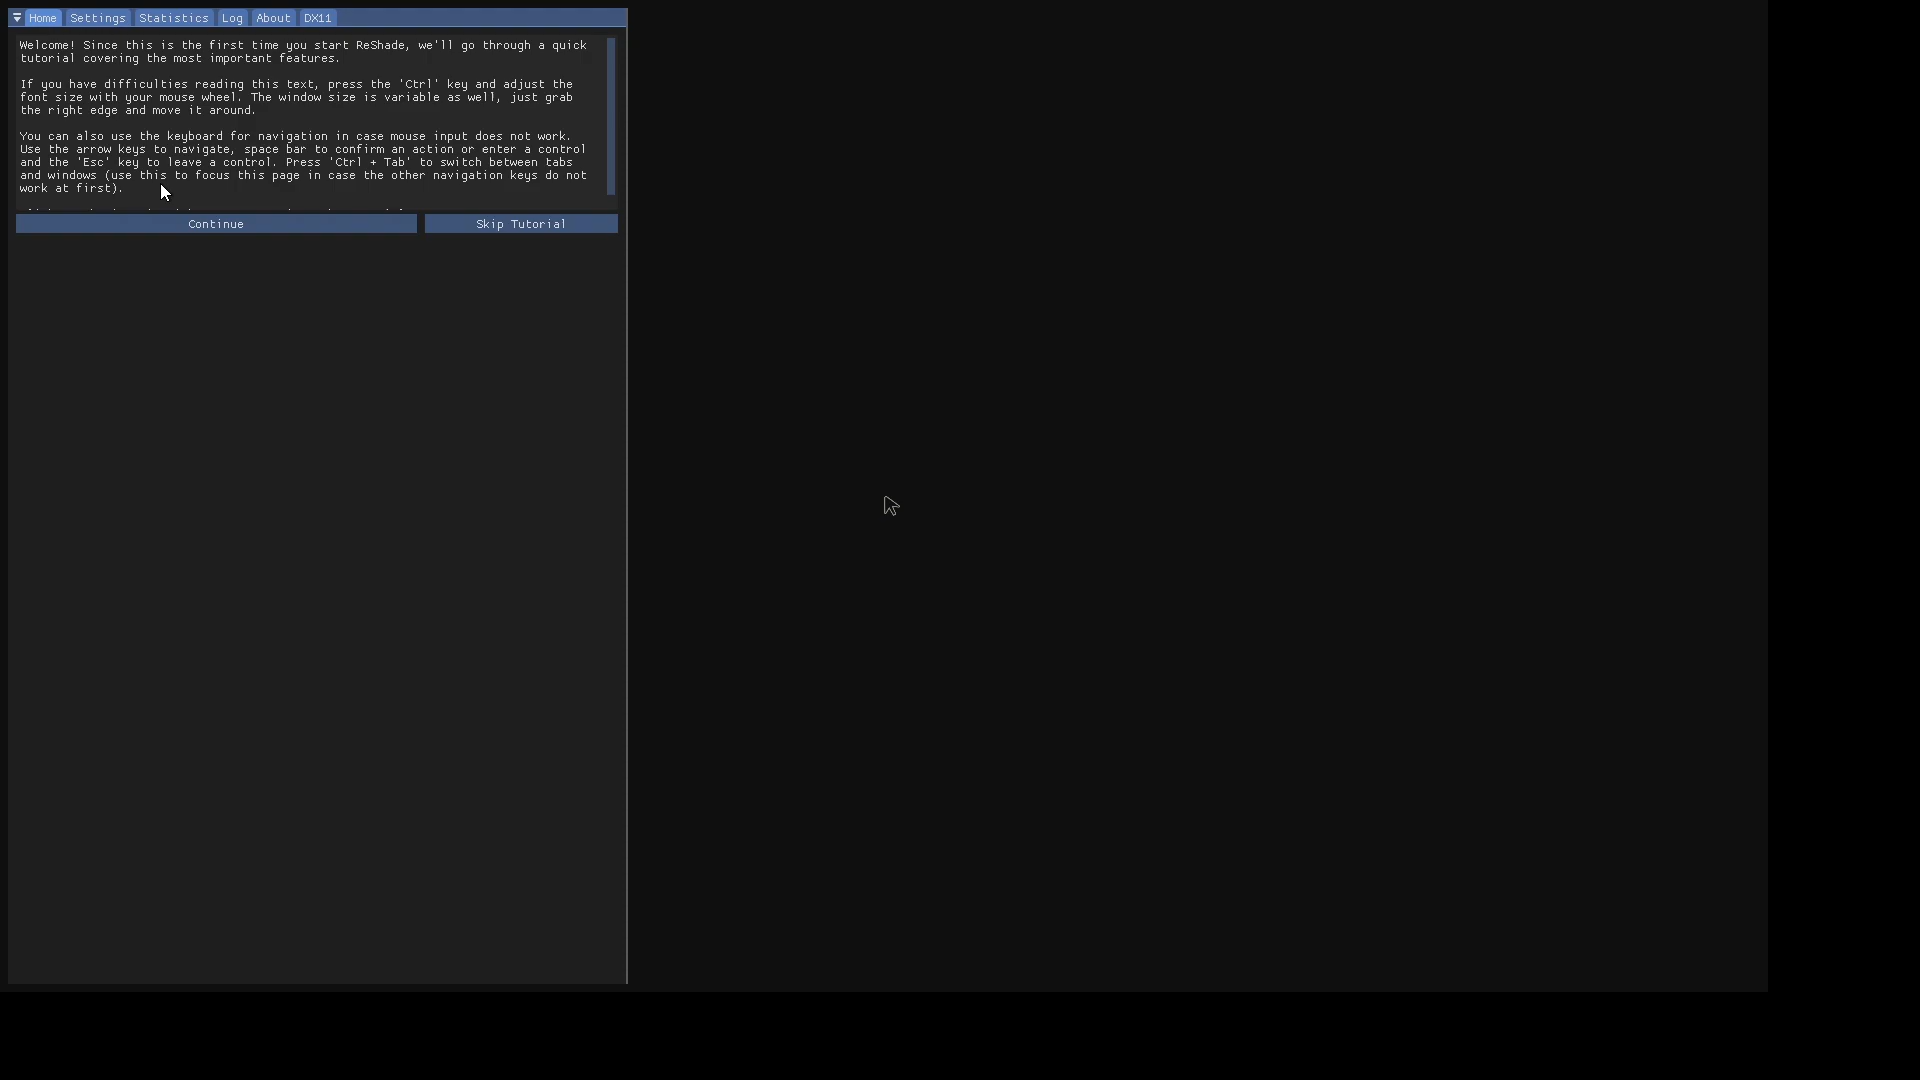 Home Settings Statistics Log About DX11
Welcome! Since this is the first time you start ReShade, we'll go through a quick
tutorial covering the most important features.
If you have difficulties reading this text, press the 'Ctrl' key and adjust the
font size with your mouse wheel. The window size is variable as well, just grab
the right edge and move it around.
You can also use the keyboard for navigation in case mouse input does not work.
Use the arrow keys to navigate, space bar to confirm an action or enter a control
and the 'Esc' key to leave a control. Press 'Ctrl + Tab' to switch between tabs
and windows (use this to focus this page in case the other navigation keys do not
work at first).
Continue Skip Tutorial